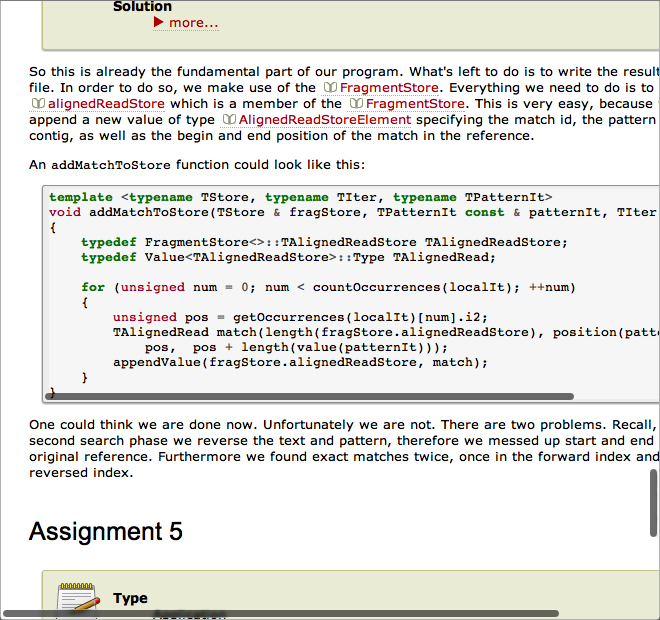 Solution
more...
So this is already the fundamental part of our program. What's left to do is to write the result
file. In order to do so, we make use of the FragmentStore. Everything we need to do is to
alignedReadStore which is a member of the FragmentStore. This is very easy, because
append a new value of type AlignedReadStoreElement specifying the match id, the pattern
contig, as well as the begin and end position of the match in the reference.
An addMatchToStore function could look like this:
template <typename TStore, typename TIter, typename TPatternIt>
void addMatchToStore(TStore & fragStore, TPatternIt const & patternIt, TIter
{
typedef FragmentStore<>::TAlignedReadStore TAlignedReadStore;
typedef Value<TAlignedReadStore>::Type TAlignedRead;
for (unsigned num = 0; num < countOccurrences(localIt); ++num)
{
unsigned pos = getOccurrences(localIt)[num].i2;
TAlignedRead match(length(fragStore.alignedReadStore), position(patt
pos, pos + length(value(patternIt)));
appendValue(fragStore.alignedReadStore, match);
}
}
One could think we are done now. Unfortunately we are not. There are two problems. Recall,
second search phase we reverse the text and pattern, therefore we messed up start and end
original reference. Furthermore we found exact matches twice, once in the forward index and
reversed index.
Assignment 5
Type